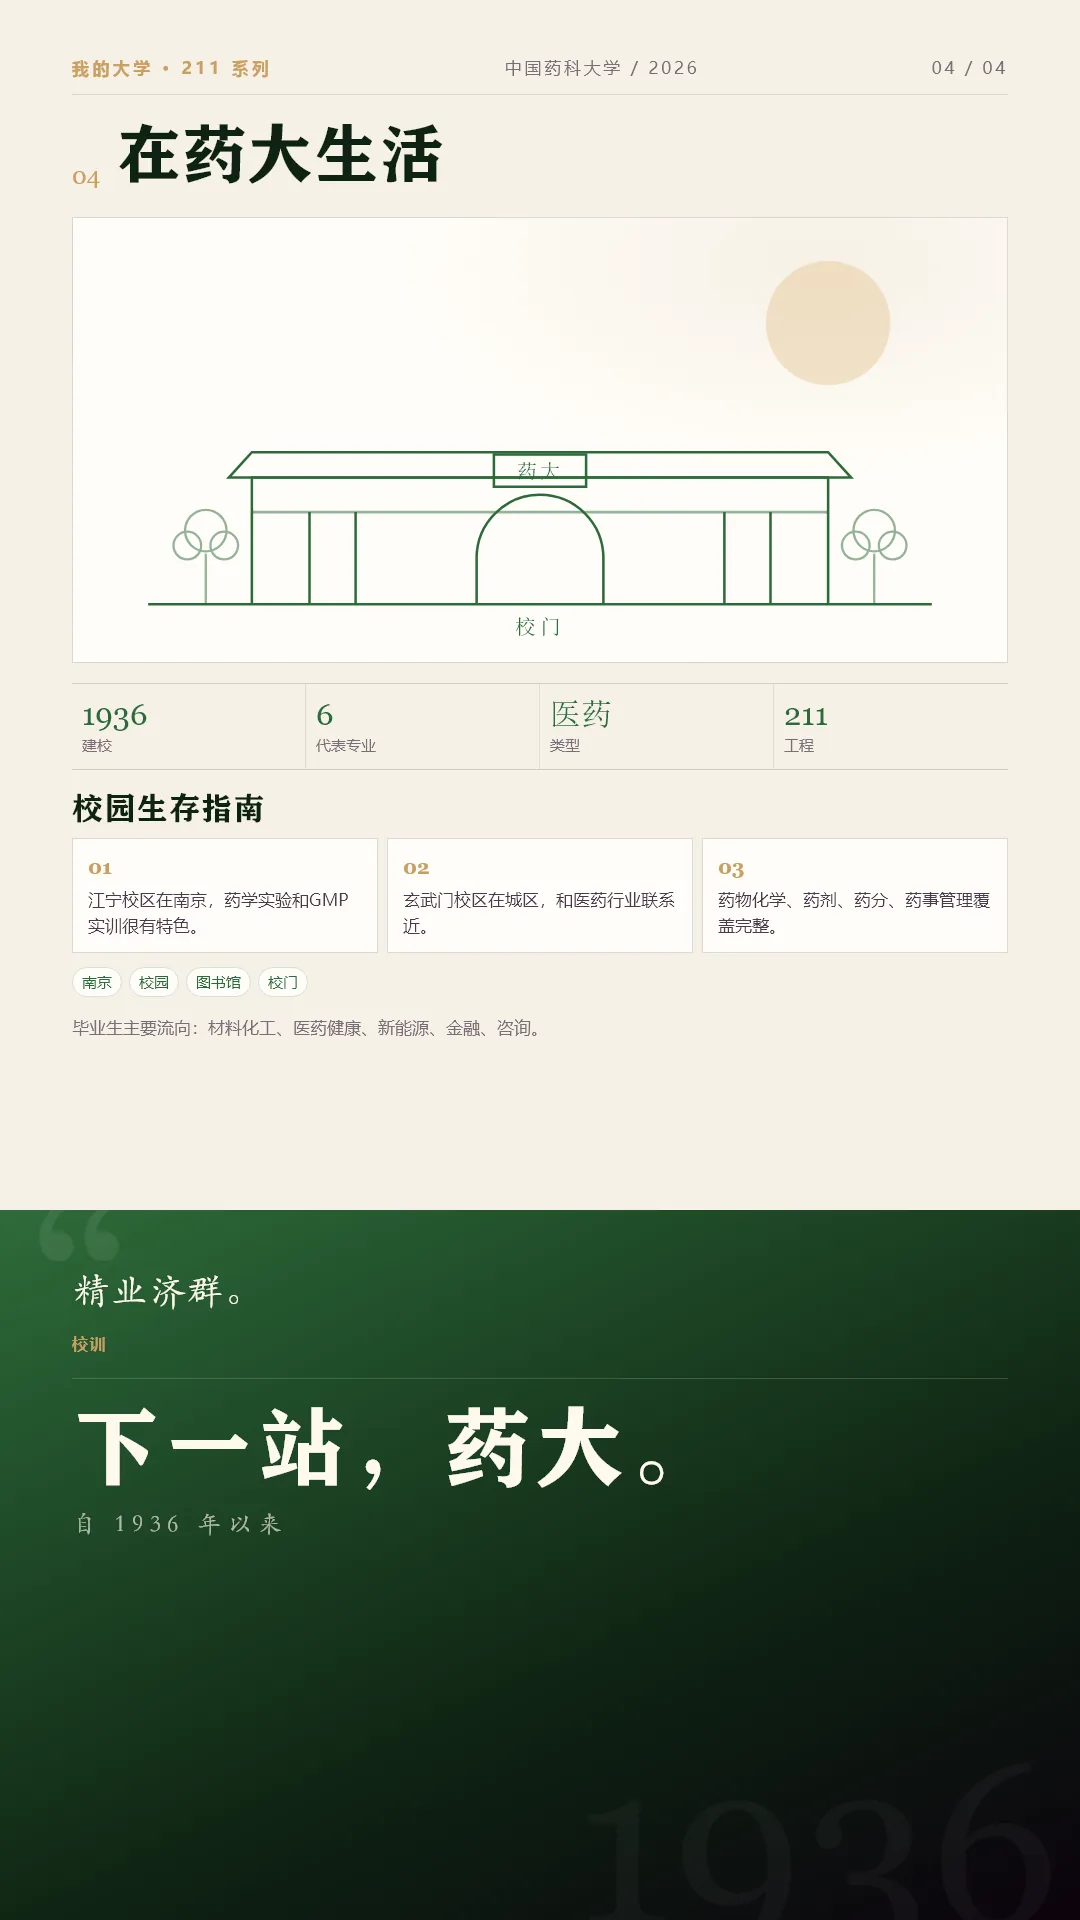 我的大学 • 211 系列
中国药科大学 / 2026
04 / 04
04 在药大生活
药大
校门
1936
建校
6
代表专业
医药
类型
211
工程
校园生存指南
01
江宁校区在南京，药学实验和GMP
实训很有特色。
02
玄武门校区在城区，和医药行业联系
近。
03
药物化学、药剂、药分、药事管理覆
盖完整。
南京
校园
图书馆
校门
毕业生主要流向：材料化工、医药健康、新能源、金融、咨询。
“
精业济群。
校训
下一站，药大。
自 1936 年以来
1936